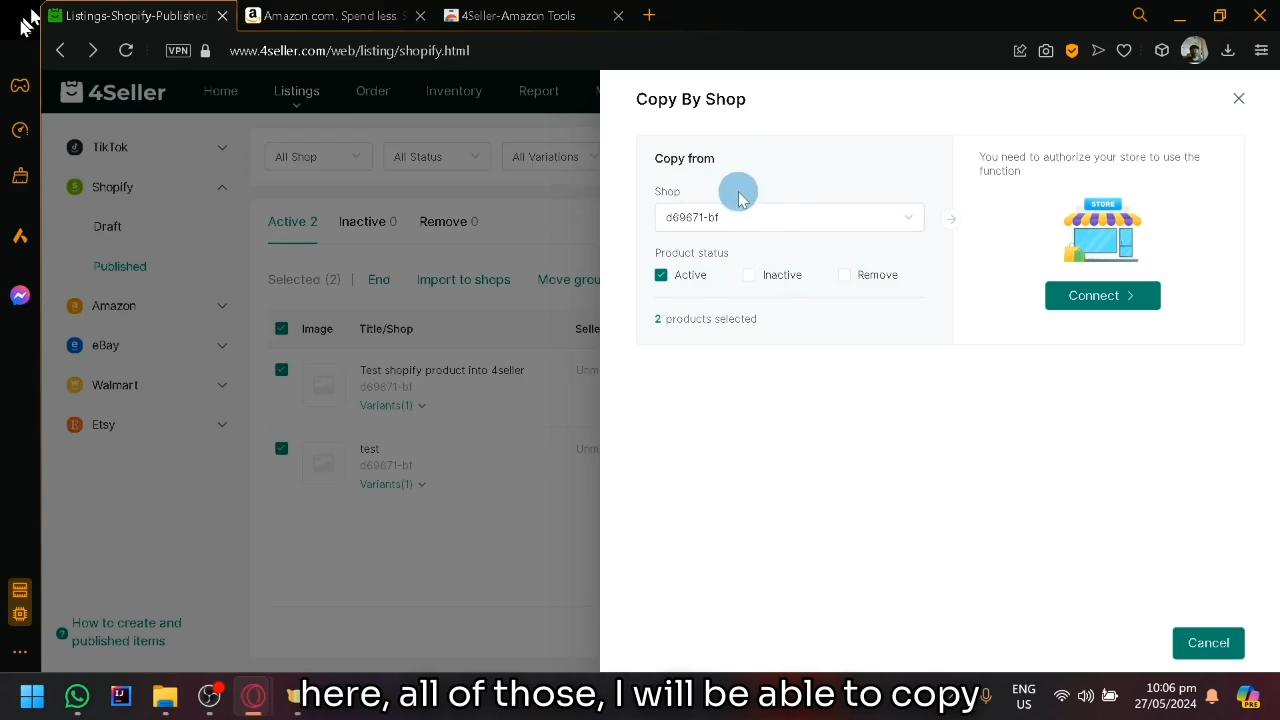 Listings-Shopify-Published
Amazon.com. Spend less. S
4Seller-Amazon Tools
VPN
www.4seller.com/web/listing/shopify.html
4Seller
Home
Listings
Order
Inventory
Report
TikTok
Shopify
Draft
Published
Amazon
eBay
Walmart
Etsy
How to create and
published items
All Shop
All Status
All Variations
Active 2
Inactive 0
Remove 0
Selected (2)
End
Import to shops
Move grou
Image
Title/Shop
Selle
Test shopify product into 4seller
d69671-bf
Variants(1)
Unm
test
d69671-bf
Variants(1)
Unm
Copy By Shop
Copy from
Shop
d69671-bf
Product status
Active
Inactive
Remove
2 products selected
You need to authorize your store to use the
function
STORE
Connect
Cancel
here, all of those, I will be able to copy
ENG
US
10:06 pm
27/05/2024
PRE